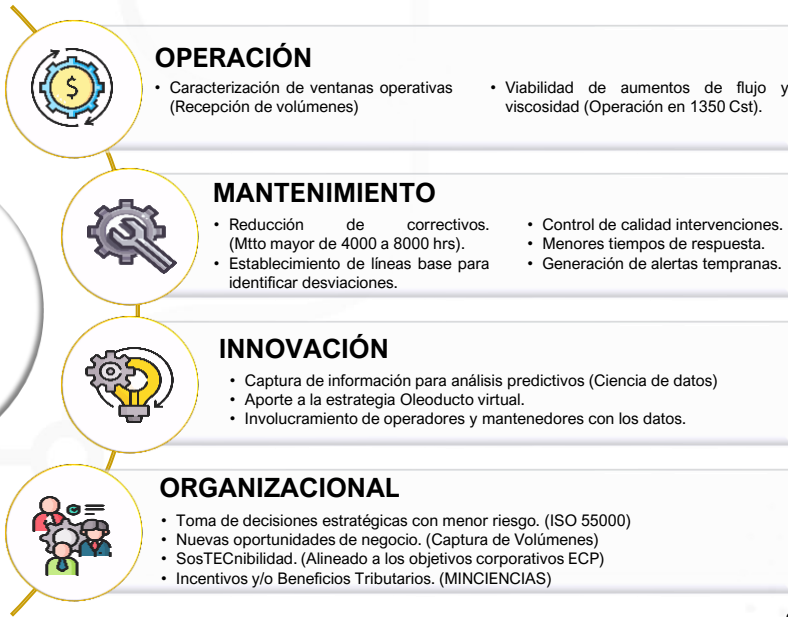 OPERACIÓN
• Caracterización de ventanas operativas
(Recepción de volúmenes)
• Viabilidad de aumentos de flujo y
viscosidad (Operación en 1350 Cst).
$
MANTENIMIENTO
• Reducción de correctivos.
(Mtto mayor de 4000 a 8000 hrs).
• Establecimiento de líneas base para
identificar desviaciones.
• Control de calidad intervenciones.
• Menores tiempos de respuesta.
• Generación de alertas tempranas.
INNOVACIÓN
• Captura de información para análisis predictivos (Ciencia de datos)
• Aporte a la estrategia Oleoducto virtual.
• Involucramiento de operadores y mantenedores con los datos.
ORGANIZACIONAL
• Toma de decisiones estratégicas con menor riesgo. (ISO 55000)
• Nuevas oportunidades de negocio. (Captura de Volúmenes)
• SosTECnibilidad. (Alineado a los objetivos corporativos ECP)
• Incentivos y/o Beneficios Tributarios. (MINCIENCIAS)